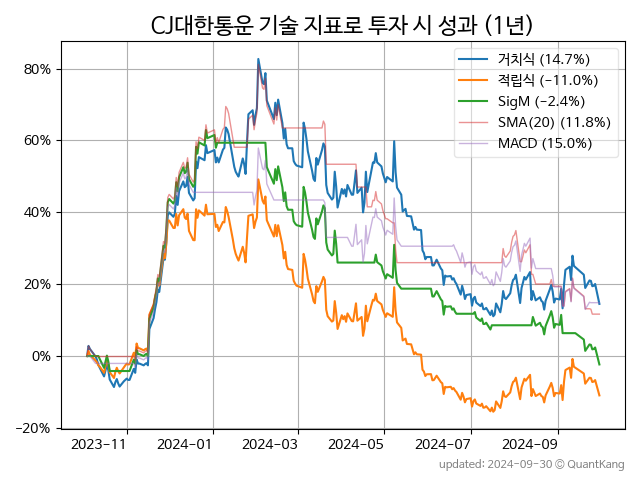 CJ대한통운 기술 지표로 투자 시 성과 (1년)
거치식 (14.7%)
적립식 (−11.0%)
SigM (−2.4%)
SMA(20) (11.8%)
MACD (15.0%)
80%
60%
40%
20%
0%
−20%
2023−11 2024−01 2024−03 2024−05 2024−07 2024−09
updated: 2024−09−30 © QuantKang